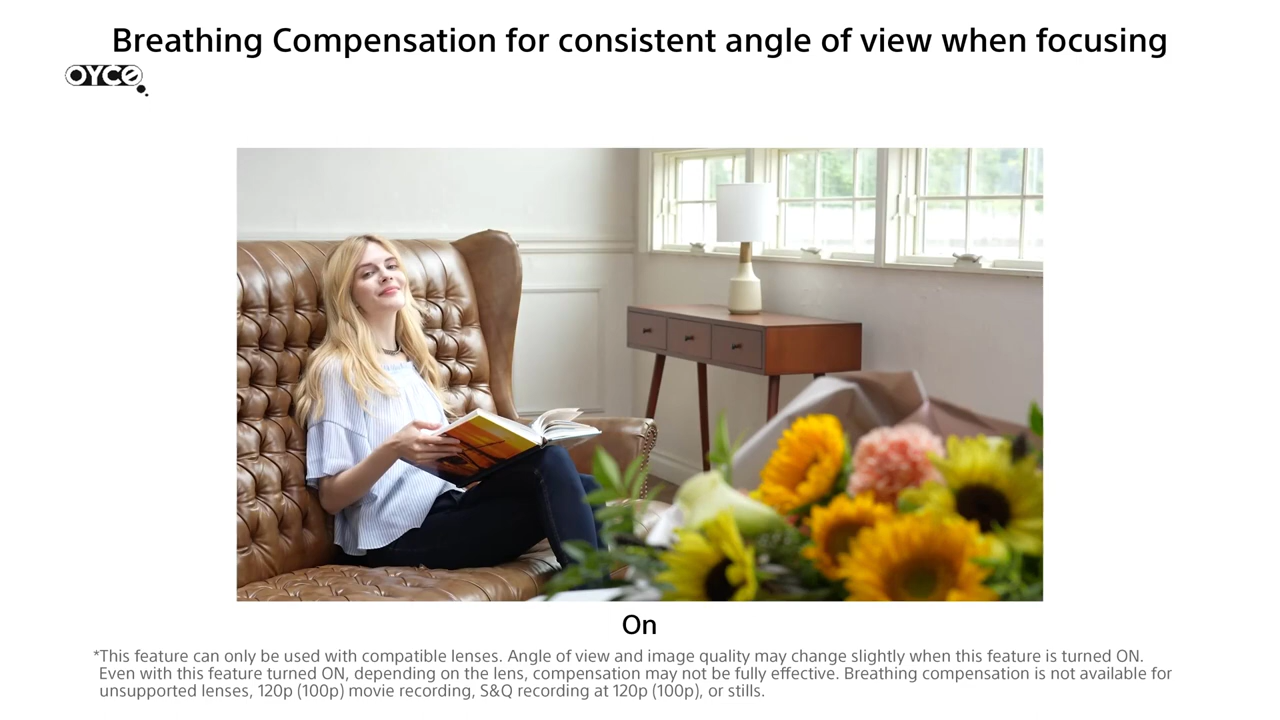 Breathing Compensation for consistent angle of view when focusing
OYCO
On
*This feature can only be used with compatible lenses. Angle of view and image quality may change slightly when this feature is turned ON.
Even with this feature turned ON, depending on the lens, compensation may not be fully effective. Breathing compensation is not available for
unsupported lenses, 120p (100p) movie recording, S&Q recording at 120p (100p), or stills.